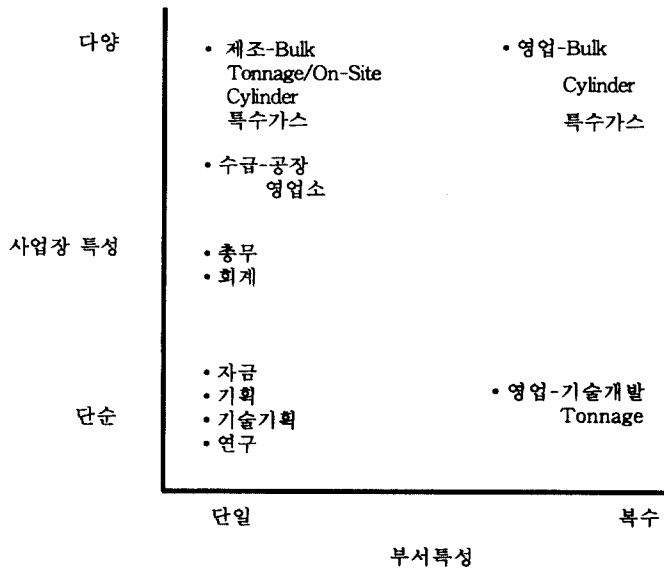 다양
• 제조-Bulk
Tonnage/On-Site
Cylinder
특수가스
• 영업-Bulk
Cylinder
특수가스
• 수급-공장
영업소
사업장 특성
• 총무
• 회계
단순
• 자금
• 기획
• 기술기획
• 연구
• 영업-기술개발
Tonnage
단일
복수
부서특성